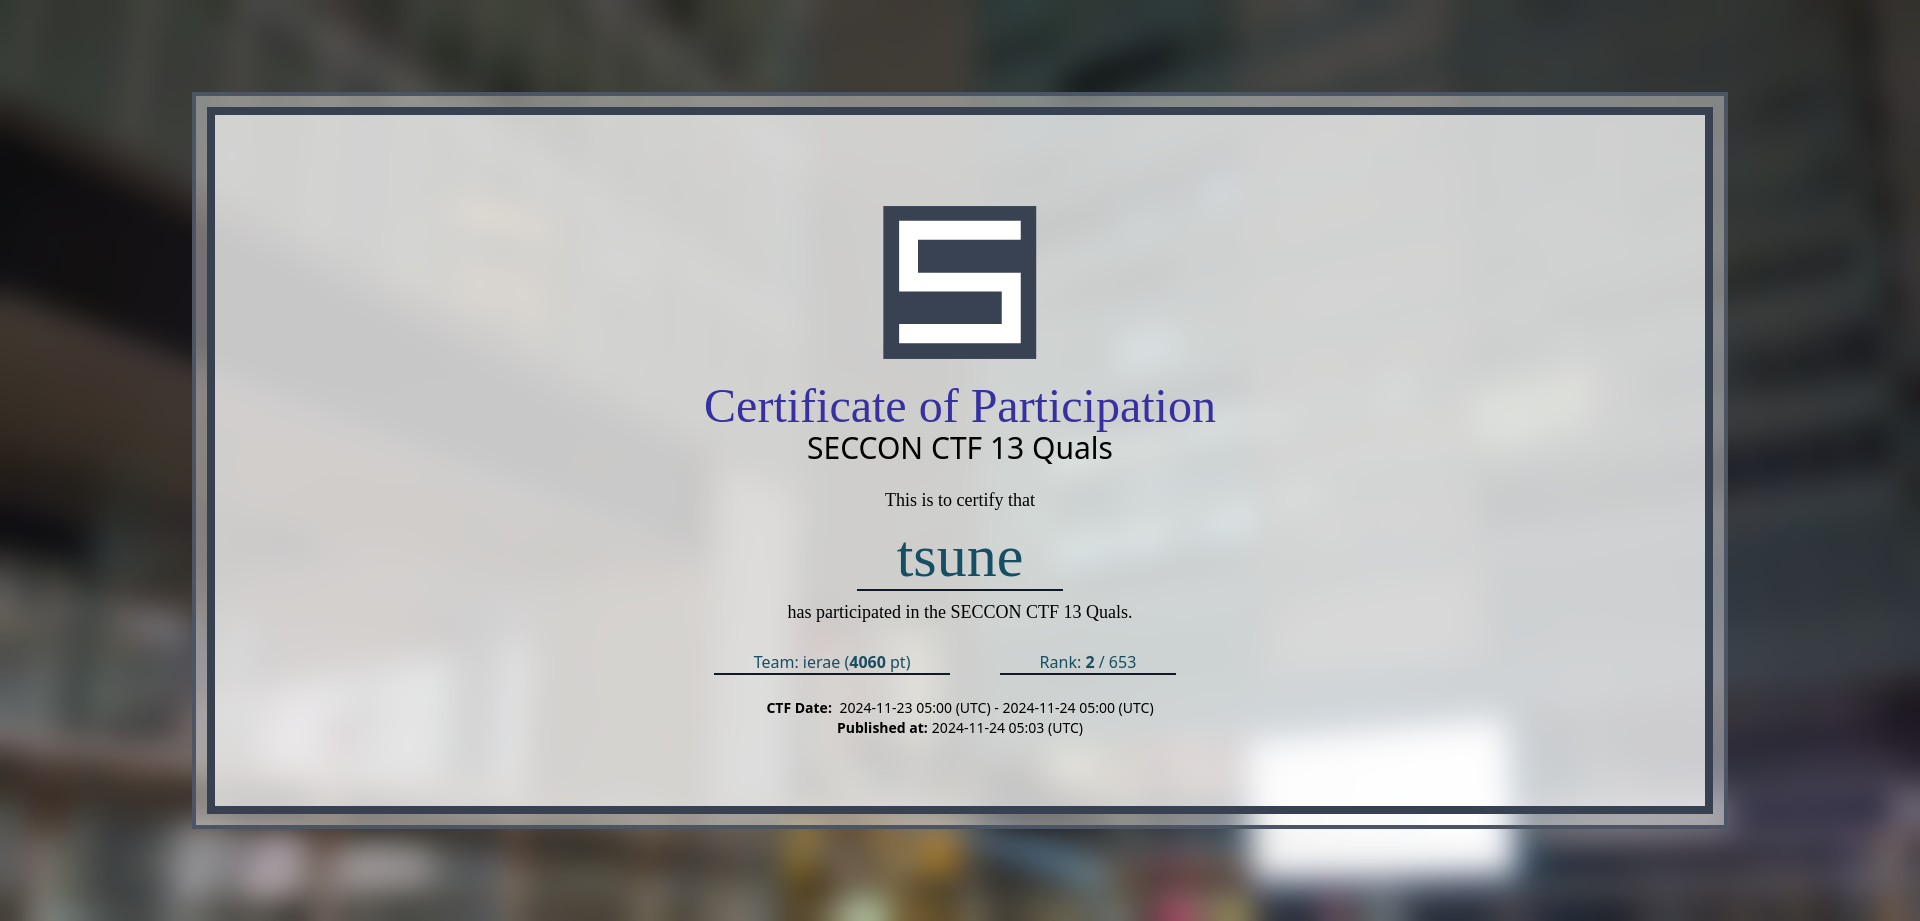 Certificate of Participation
SECCON CTF 13 Quals
This is to certify that
tsune
has participated in the SECCON CTF 13 Quals.
Team: ierae (4060 pt) Rank: 2 / 653
CTF Date: 2024-11-23 05:00 (UTC) - 2024-11-24 05:00 (UTC)
Published at: 2024-11-24 05:03 (UTC)